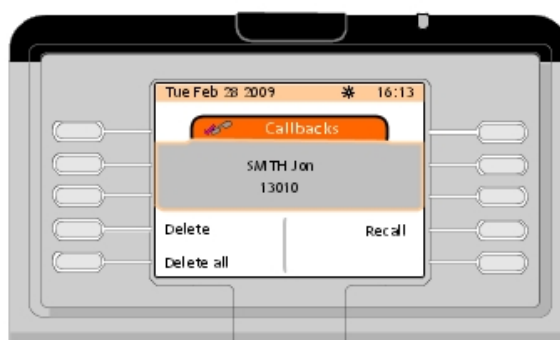 Tue Feb 28 2009 16:13
Callbacks
SMITH Jon
13010
Delete Recall
Delete all